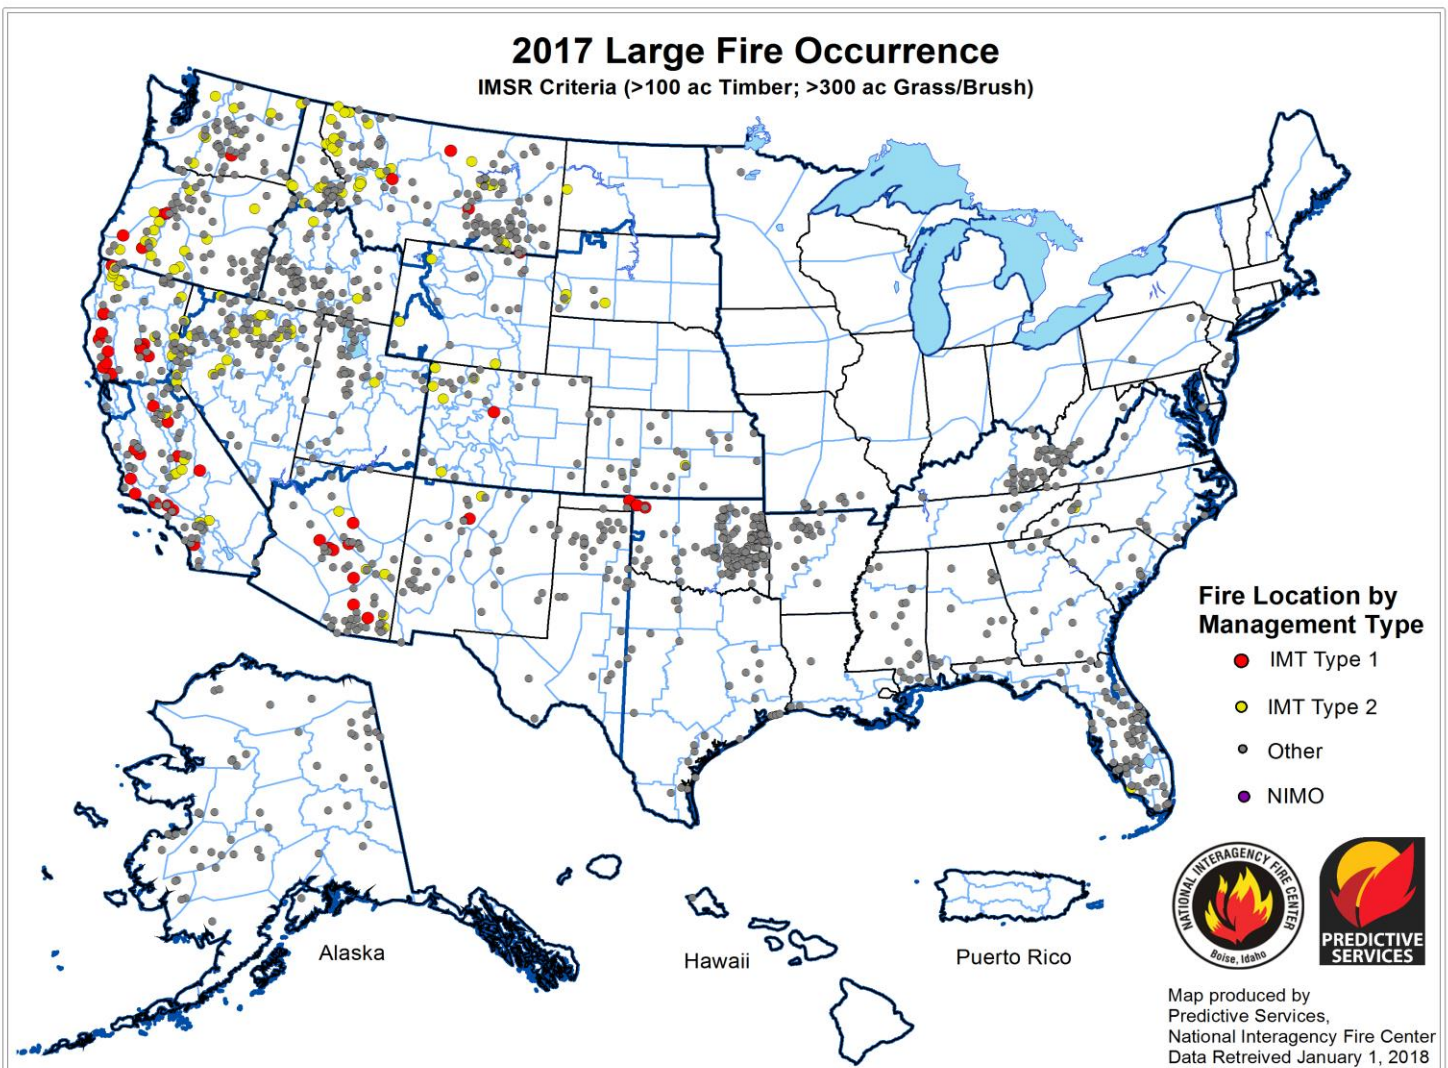 2017 Large Fire Occurrence
IMSR Criteria (>100 ac Timber; >300 ac Grass/Brush)
Fire Location by
Management Type
IMT Type 1
IMT Type 2
Other
NIMO
Alaska
Hawaii
Puerto Rico
NATIONAL INTERAGENCY FIRE CENTER
Boise, Idaho
PREDICTIVE
SERVICES
Map produced by
Predictive Services,
National Interagency Fire Center
Data Retreived January 1, 2018